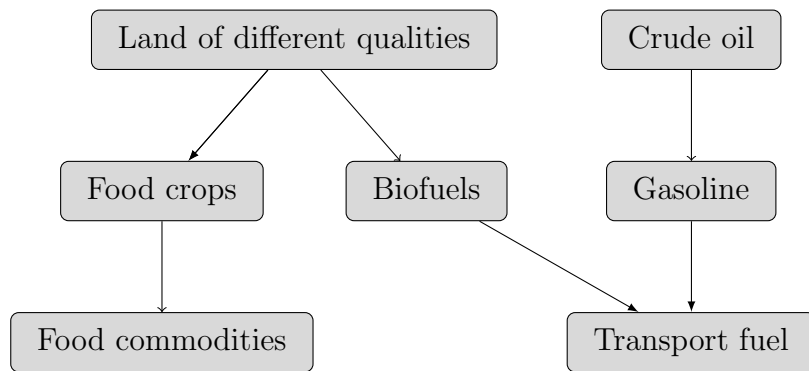 Land of different qualities
Crude oil
Food crops
Biofuels
Gasoline
Food commodities
Transport fuel